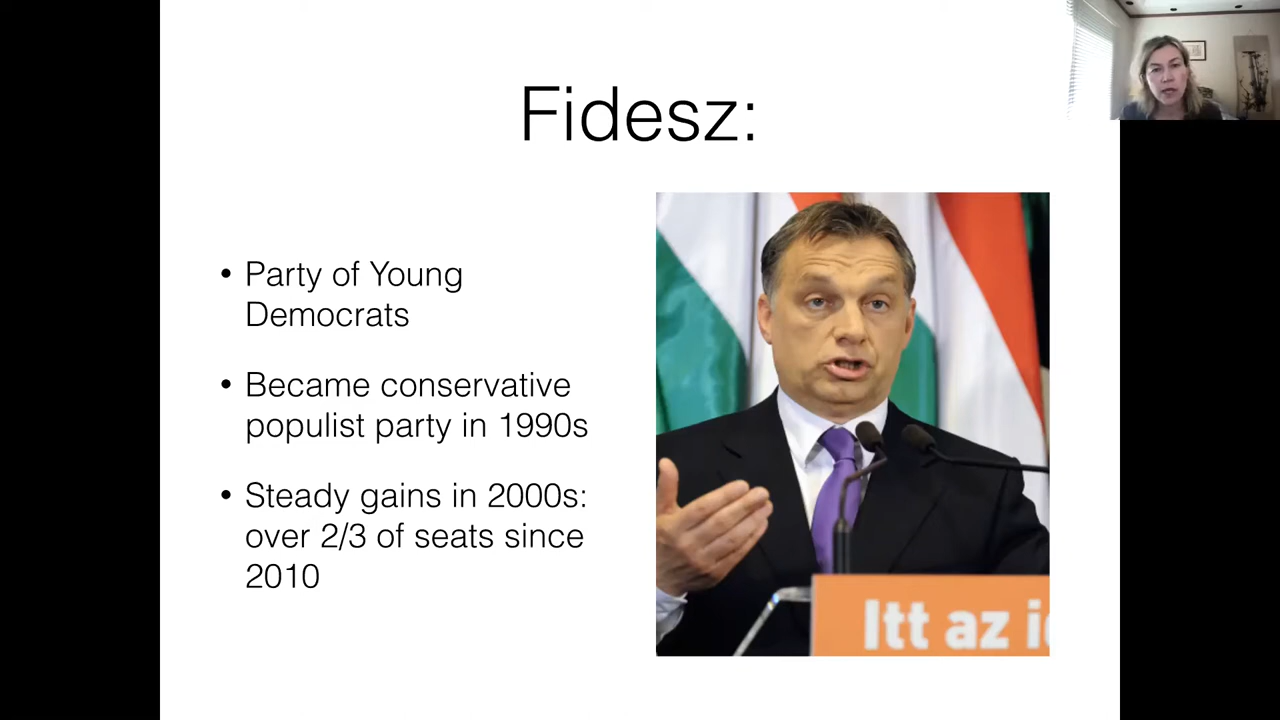 Fidesz:
• Party of Young
Democrats
• Became conservative
populist party in 1990s
• Steady gains in 2000s:
over 2/3 of seats since
2010
Itt az i